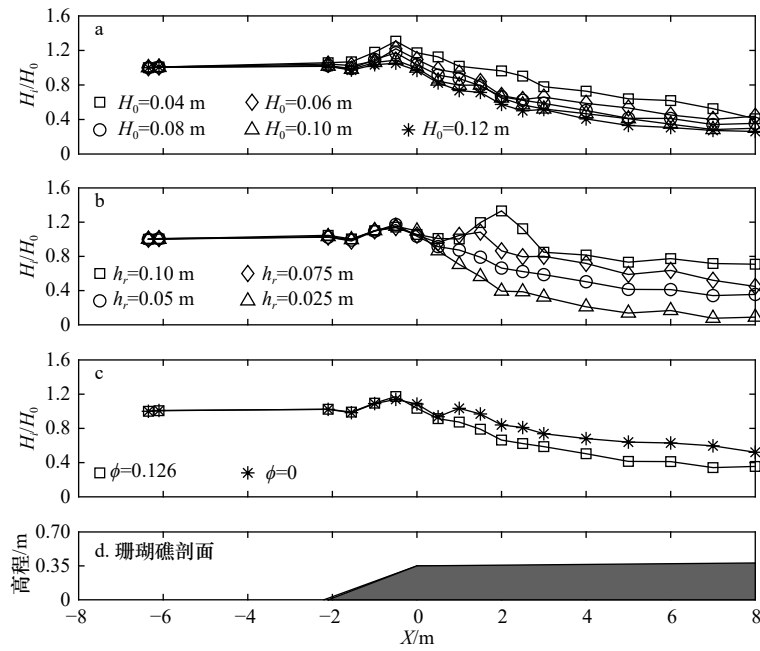 a
1.6
1.2
0.8
0.4
0
H_i/H_0
H_0=0.04 m
H_0=0.06 m
H_0=0.08 m
H_0=0.10 m
H_0=0.12 m
b
1.6
1.2
0.8
0.4
0
H_i/H_0
h_r=0.10 m
h_r=0.075 m
h_r=0.05 m
h_r=0.025 m
c
1.6
1.2
0.8
0.4
0
H_i/H_0
ϕ=0.126
ϕ=0
d. 珊瑚礁剖面
0.70
0.35
0
高程/m
−8 −6 −4 −2 0 2 4 6 8
X/m